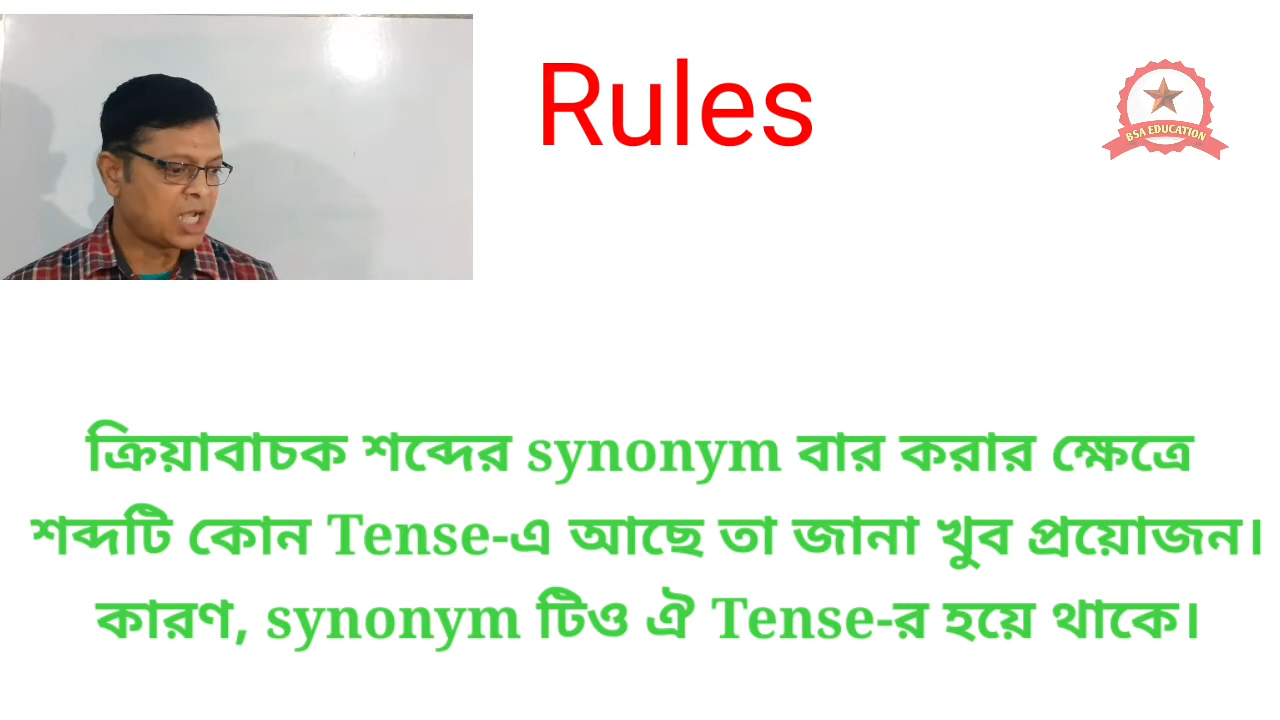 Rules
BSA EDUCATION
ক্রিয়াবাচক শব্দের synonym বার করার ক্ষেত্রে
শব্দটি কোন Tense-এ আছে তা জানা খুব প্রয়োজন।
কারণ, synonym টিও ঐ Tense-র হয়ে থাকে।